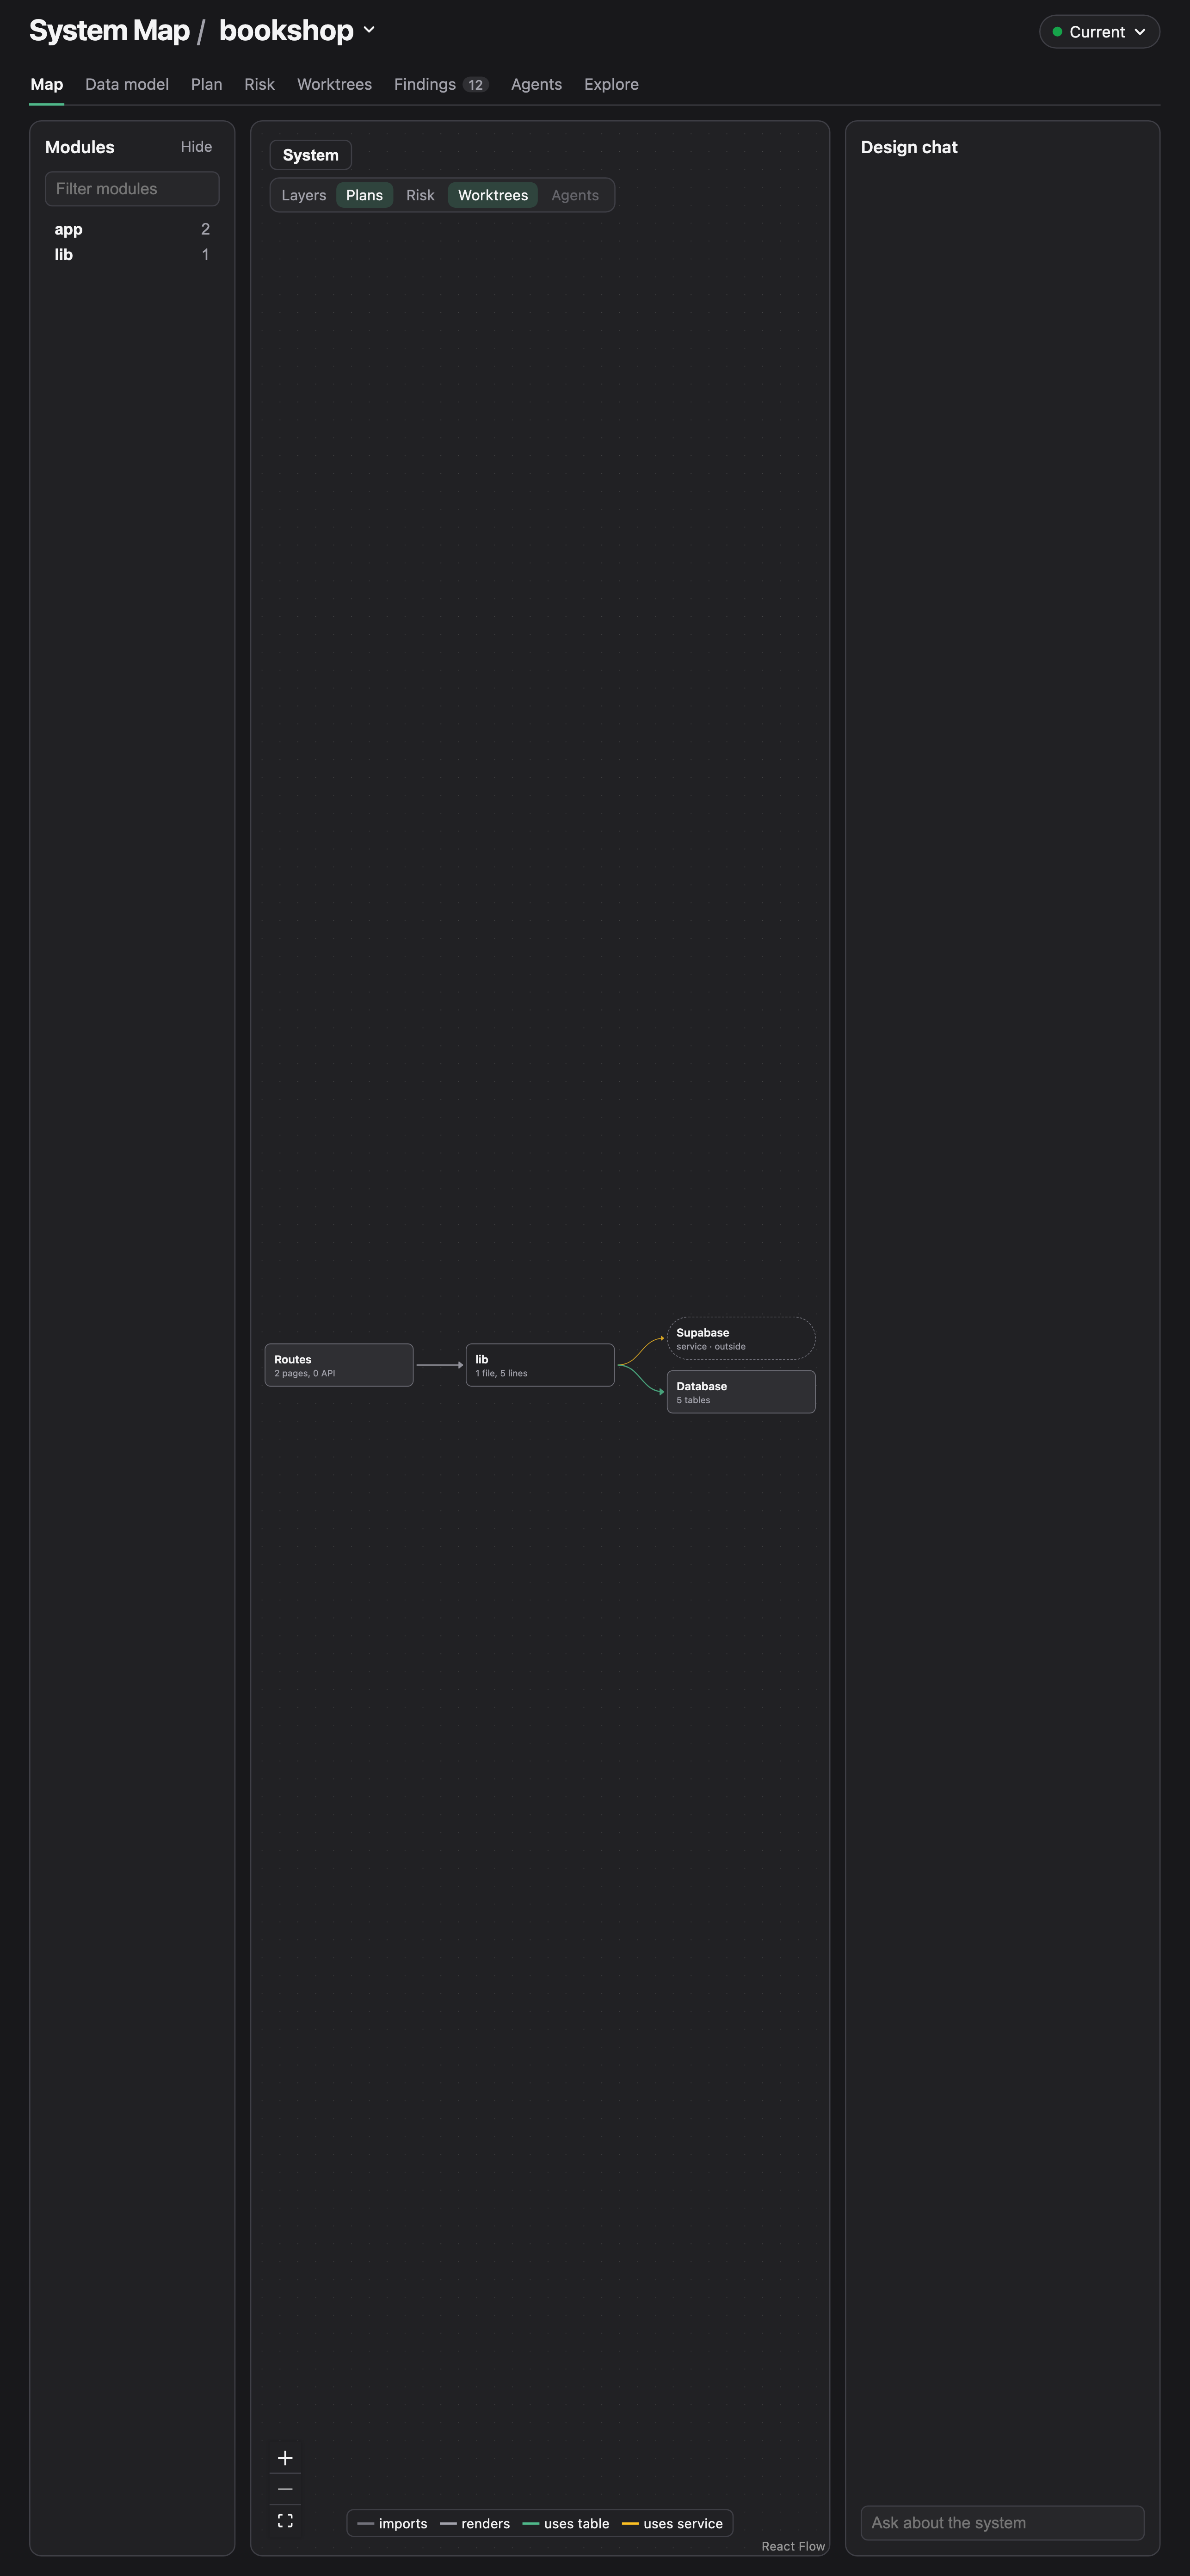 System Map / bookshop
Current
Map Data model Plan Risk Worktrees Findings 12 Agents Explore
Modules Hide
Filter modules
app 2
lib 1
System
Layers Plans Risk Worktrees Agents
Routes
2 pages, 0 API
lib
1 file, 5 lines
Supabase
service · outside
Database
5 tables
imports renders uses table uses service
React Flow
Design chat
Ask about the system